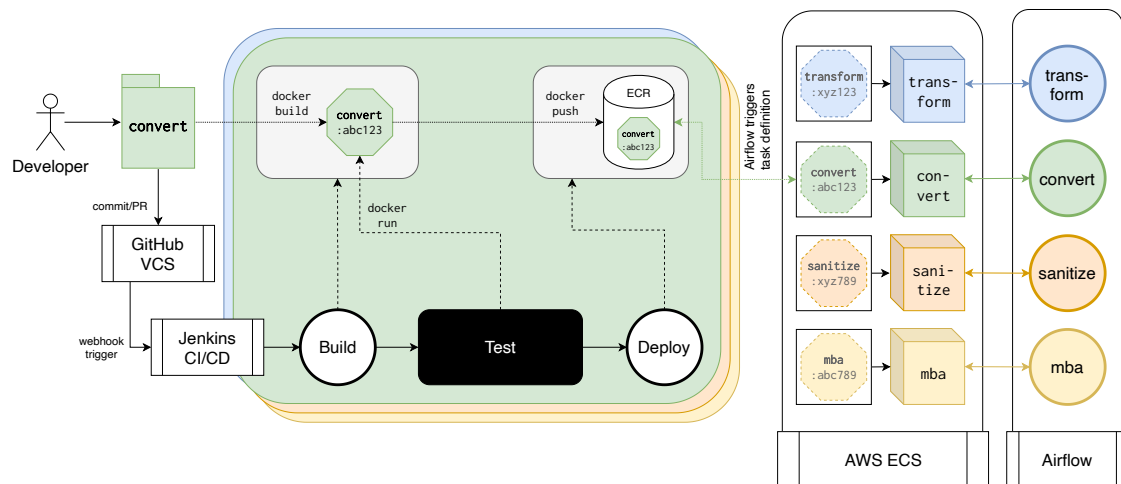 Developer
convert
commit/PR
GitHub
VCS
webhook
trigger
Jenkins
CI/CD
docker
build
convert
:abc123
docker
run
docker
push
ECR
convert
:abc123
Build
Test
Deploy
Airflow triggers
task definition
transform
:xyz123
trans-
form
trans-
form
convert
:abc123
con-
vert
convert
sanitize
:xyz789
sani-
tize
sanitize
mba
:abc789
mba
mba
AWS ECS
Airflow